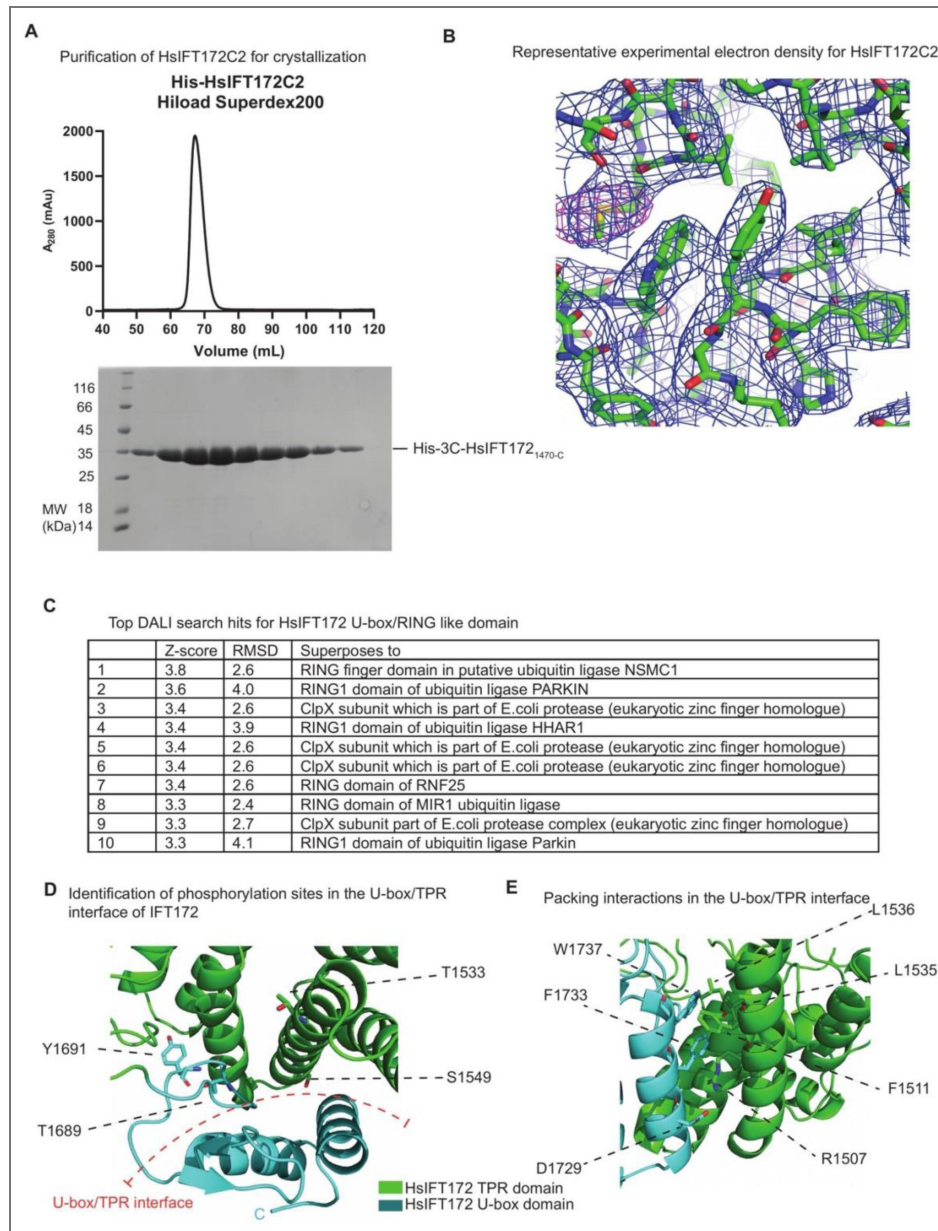 A
Purification of HsIFT172C2 for crystallization
His-HsIFT172C2
Hiload Superdex200
2000
1500
1000
500
0
A280 (mAu)
40 50 60 70 80 90 100 110 120
Volume (mL)
116
66
45
35
25
18
14
MW
(kDa)
His-3C-HsIFT1721470-C
B
Representative experimental electron density for HsIFT172C2
C
Top DALI search hits for HsIFT172 U-box/RING like domain
Z-score RMSD Superposes to
1 3.8 2.6 RING finger domain in putative ubiquitin ligase NSMC1
2 3.6 4.0 RING1 domain of ubiquitin ligase PARKIN
3 3.4 2.6 ClpX subunit which is part of E.coli protease (eukaryotic zinc finger homologue)
4 3.4 3.9 RING1 domain of ubiquitin ligase HHAR1
5 3.4 2.6 ClpX subunit which is part of E.coli protease (eukaryotic zinc finger homologue)
6 3.4 2.6 ClpX subunit which is part of E.coli protease (eukaryotic zinc finger homologue)
7 3.4 2.6 RING domain of RNF25
8 3.3 2.4 RING domain of MIR1 ubiquitin ligase
9 3.3 2.7 ClpX subunit part of E.coli protease complex (eukaryotic zinc finger homologue)
10 3.3 4.1 RING1 domain of ubiquitin ligase Parkin
D
Identification of phosphorylation sites in the U-box/TPR
interface of IFT172
T1533
Y1691
S1549
T1689
U-box/TPR interface
C
HsIFT172 TPR domain
HsIFT172 U-box domain
E
Packing interactions in the U-box/TPR interface
L1536
W1737
L1535
F1733
F1511
D1729
R1507